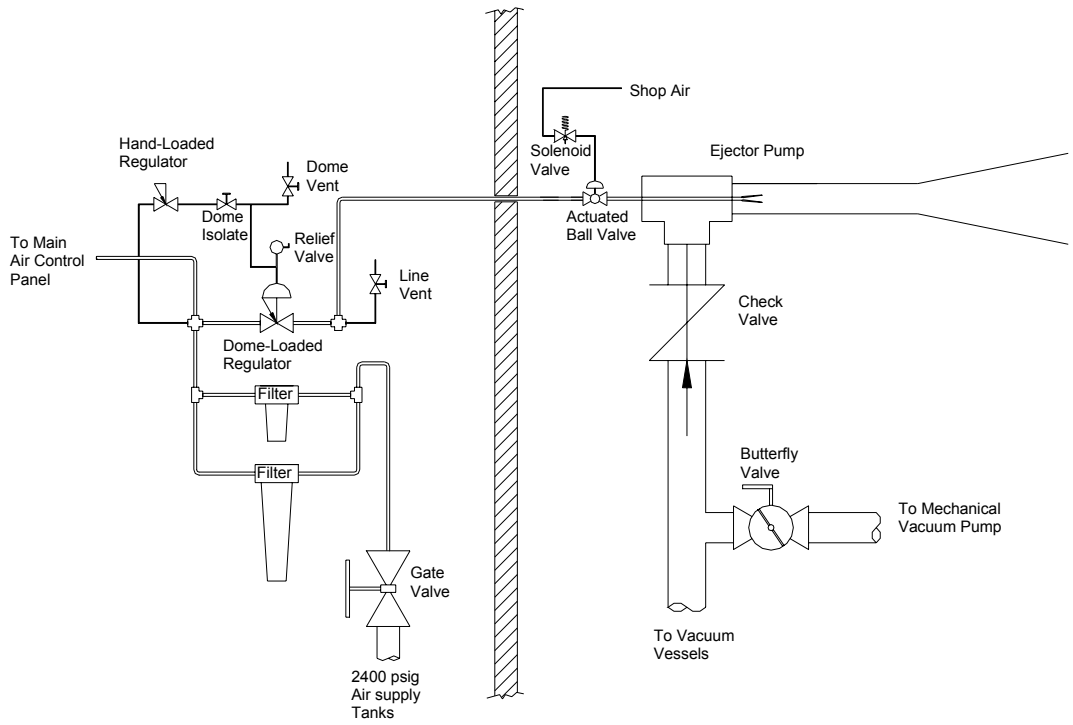 Shop Air
Hand-Loaded
Regulator
Dome
Vent
Solenoid
Valve
Ejector Pump
Dome
Isolate
Actuated
Ball Valve
To Main
Air Control
Panel
Relief
Valve
Line
Vent
Check
Valve
Dome-Loaded
Regulator
Filter
Filter
Butterfly
Valve
To Mechanical
Vacuum Pump
Gate
Valve
To Vacuum
Vessels
2400 psig
Air supply
Tanks